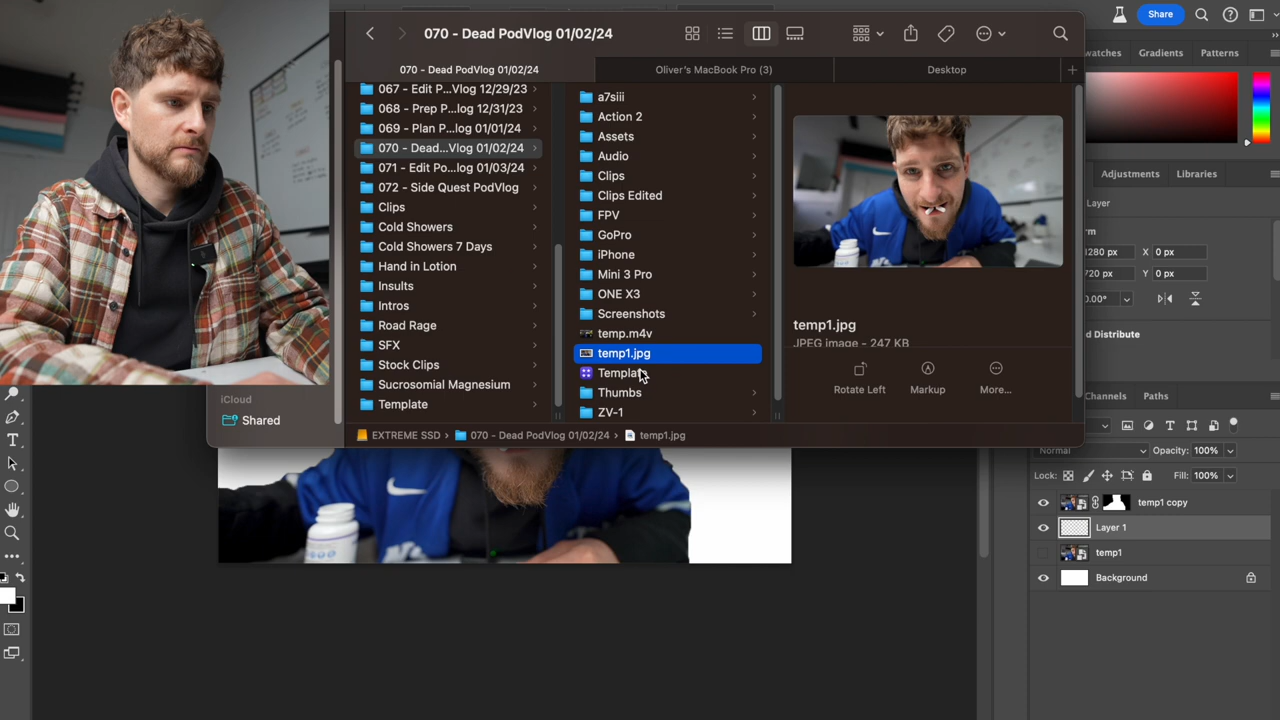 Share
070 - Dead PodVlog 01/02/24
070 - Dead PodVlog 01/02/24
Oliver's MacBook Pro (3)
Desktop
067 - Edit P...Vlog 12/29/23
068 - Prep P...log 12/31/23
069 - Plan P...log 01/01/24
070 - Dead...Vlog 01/02/24
071 - Edit Po...log 01/03/24
072 - Side Quest PodVlog
Clips
Cold Showers
Cold Showers 7 Days
Hand in Lotion
Insults
Intros
Road Rage
SFX
Stock Clips
Sucrosomial Magnesium
Template
a7siii
Action 2
Assets
Audio
Clips
Clips Edited
FPV
GoPro
iPhone
Mini 3 Pro
ONE X3
Screenshots
temp.m4v
temp1.jpg
Template
Thumbs
ZV-1
temp1.jpg
JPEG image - 247 KB
Rotate Left
Markup
More...
iCloud
Shared
EXTREME SSD › 070 - Dead PodVlog 01/02/24 › temp1.jpg
watches
Gradients
Patterns
Adjustments
Libraries
Layer
rm
1280 px
X
0 px
720 px
Y
0 px
0.00°
d Distribute
Channels
Paths
Normal
Opacity:
100%
Lock:
Fill:
100%
temp1 copy
Layer 1
temp1
Background